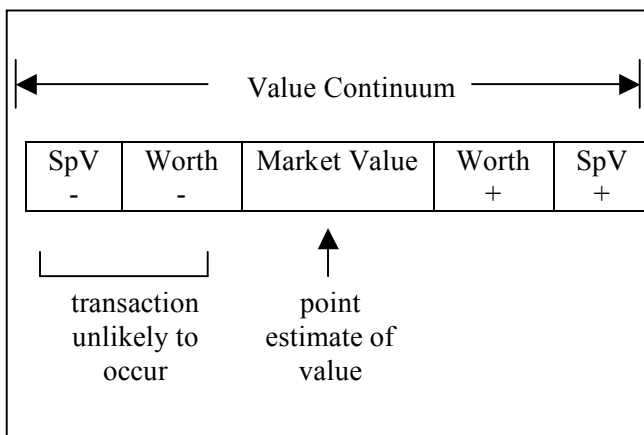 Value Continuum
SpV Worth Market Value Worth SpV
- - + +
transaction point
unlikely to estimate of
occur value